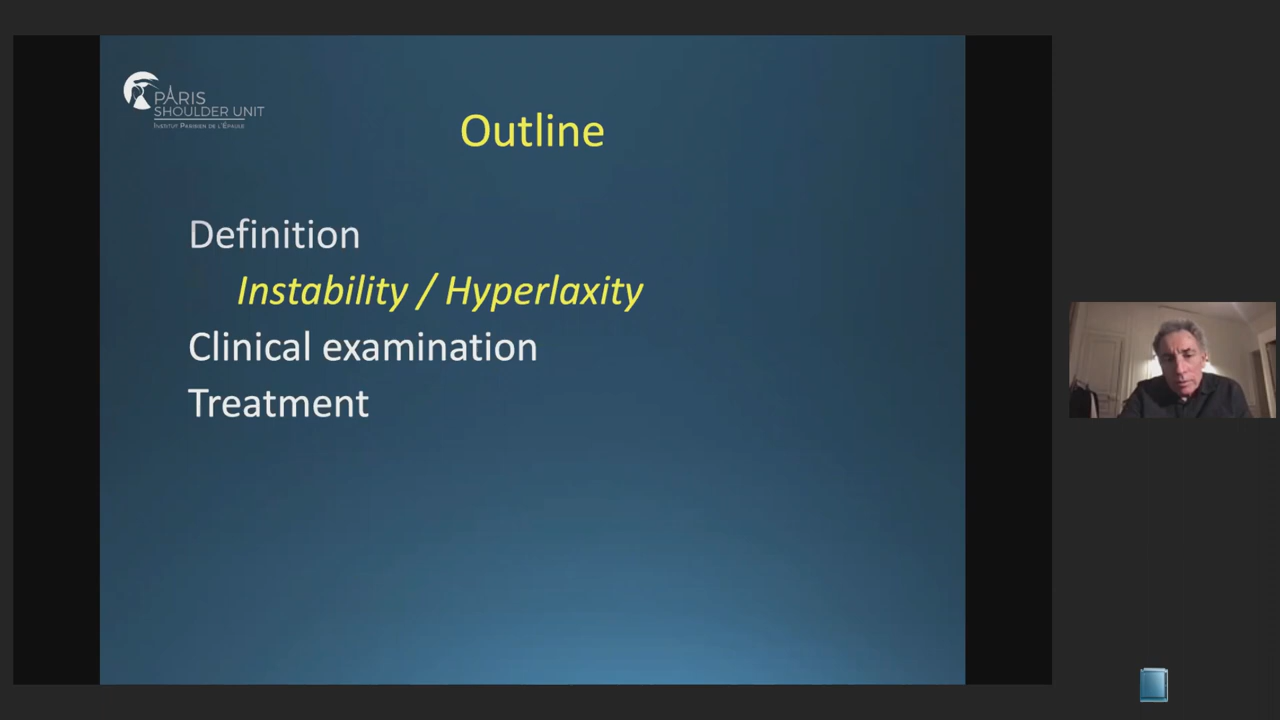 PARIS
SHOULDER UNIT
INSTITUT PARISIEN DE L'ÉPAULE
Outline
Definition
Instability / Hyperlaxity
Clinical examination
Treatment